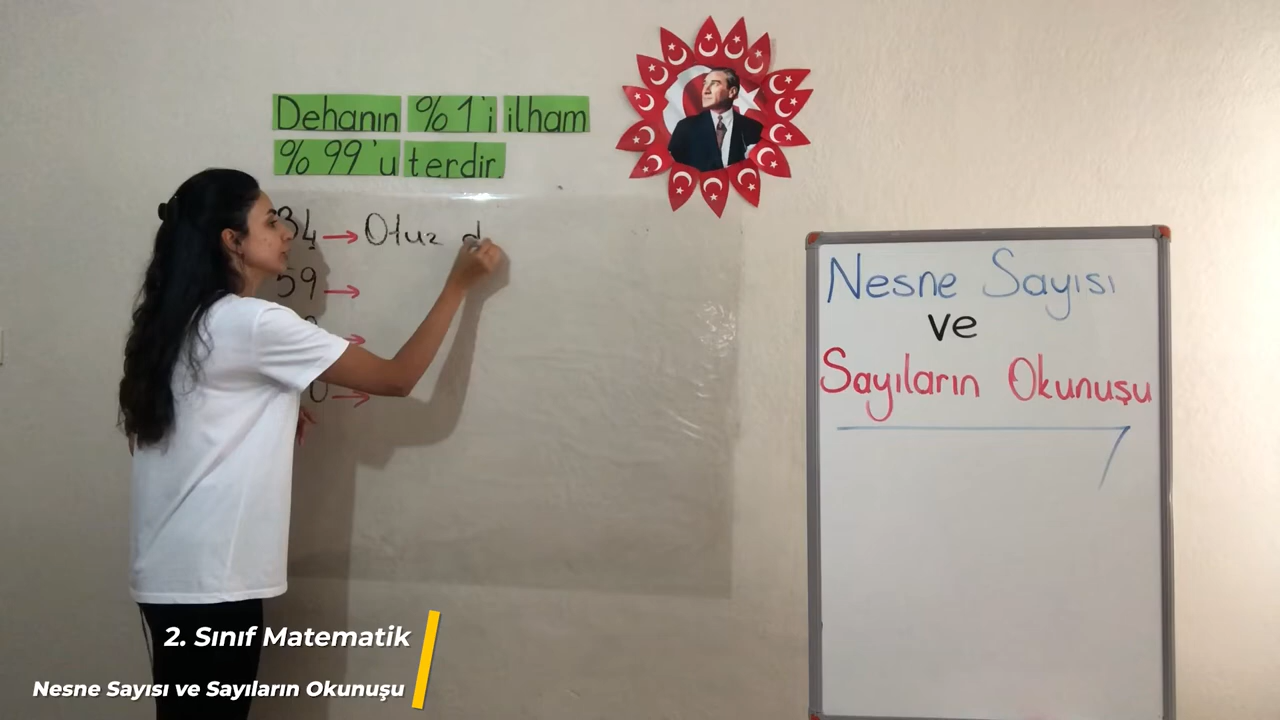 Dehanın %1'i ilham
%99'u terdir.
34 → Otuz d
59 →
→
0 →
Nesne Sayısı
ve
Sayıların Okunuşu
2. Sınıf Matematik
Nesne Sayısı ve Sayıların Okunuşu